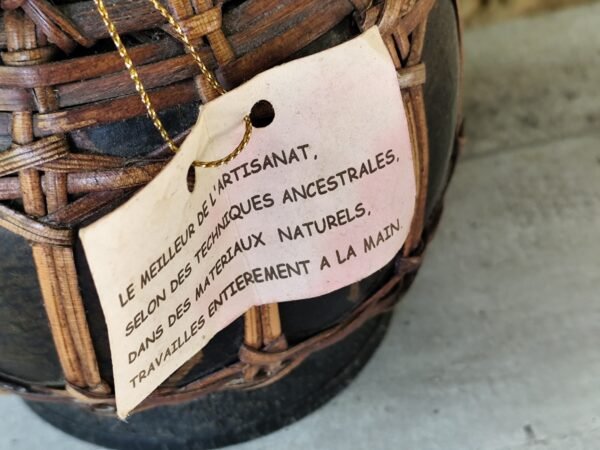 LE MEILLEUR DE L'ARTISANAT,
SELON DES TECHNIQUES ANCESTRALES,
DANS DES MATERIAUX NATURELS,
TRAVAILLES ENTIEREMENT A LA MAIN.